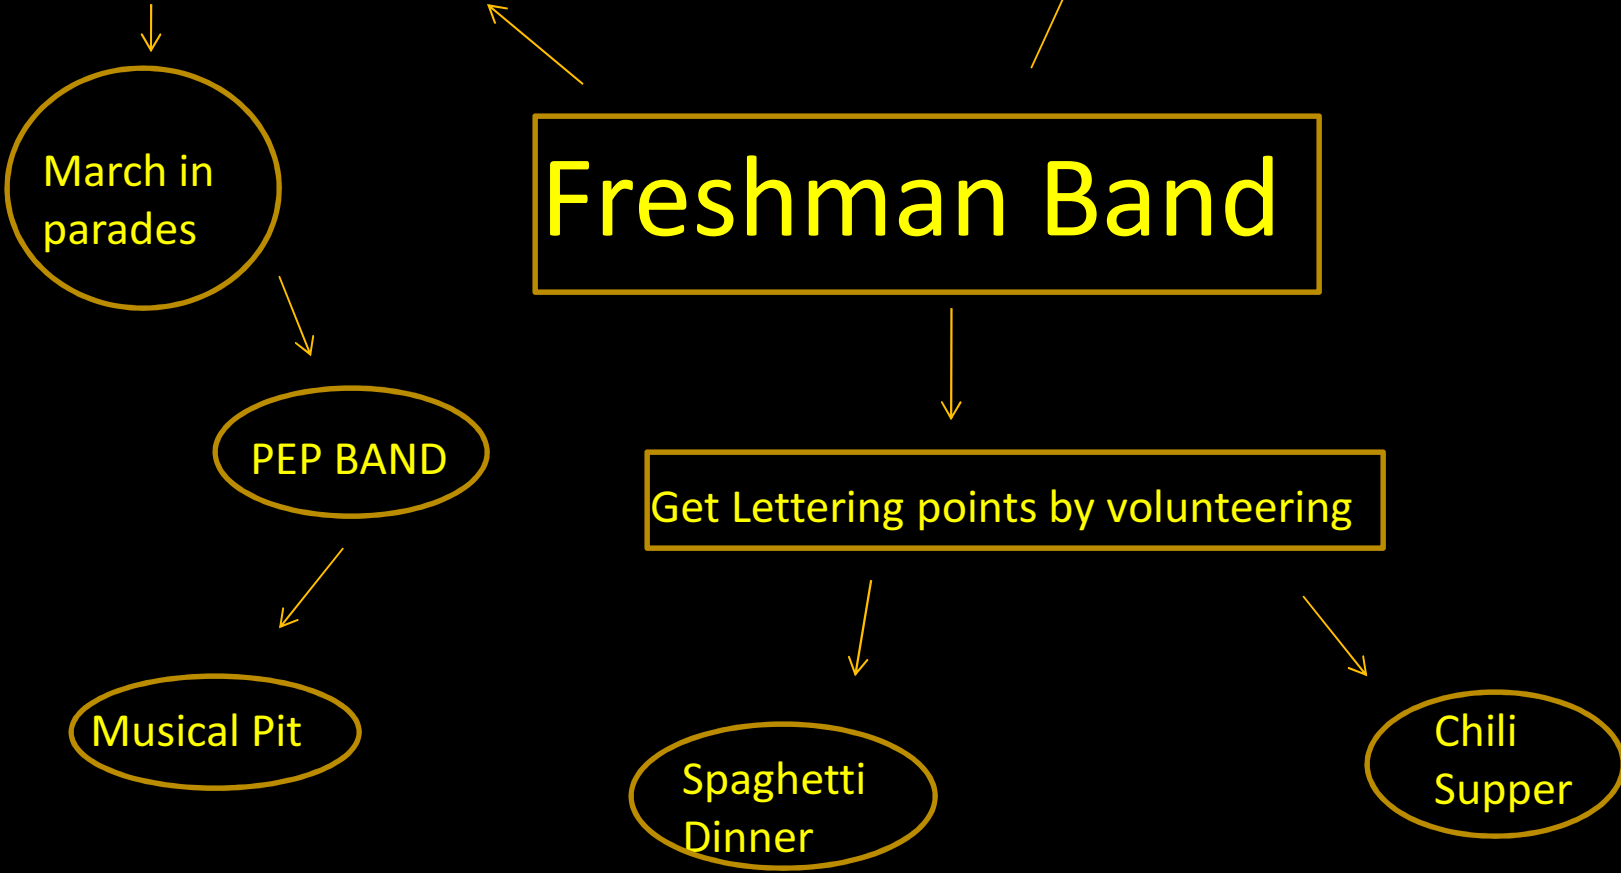 March in
parades
Freshman Band
PEP BAND
Get Lettering points by volunteering
Musical Pit
Spaghetti
Dinner
Chili
Supper